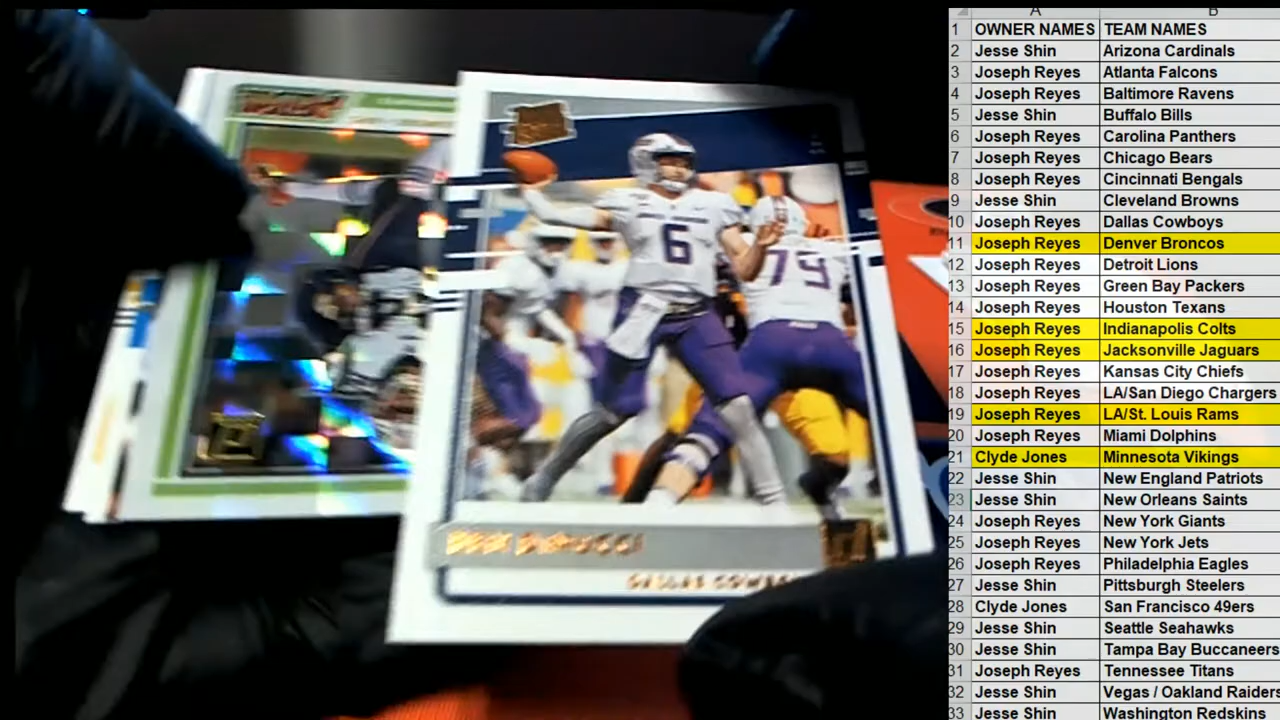 A B
1 OWNER NAMES TEAM NAMES
2 Jesse Shin Arizona Cardinals
3 Joseph Reyes Atlanta Falcons
4 Joseph Reyes Baltimore Ravens
5 Jesse Shin Buffalo Bills
6 Joseph Reyes Carolina Panthers
7 Joseph Reyes Chicago Bears
8 Joseph Reyes Cincinnati Bengals
9 Jesse Shin Cleveland Browns
10 Joseph Reyes Dallas Cowboys
11 Joseph Reyes Denver Broncos
12 Joseph Reyes Detroit Lions
13 Joseph Reyes Green Bay Packers
14 Joseph Reyes Houston Texans
15 Joseph Reyes Indianapolis Colts
16 Joseph Reyes Jacksonville Jaguars
17 Joseph Reyes Kansas City Chiefs
18 Joseph Reyes LA/San Diego Chargers
19 Joseph Reyes LA/St. Louis Rams
20 Joseph Reyes Miami Dolphins
21 Clyde Jones Minnesota Vikings
22 Jesse Shin New England Patriots
23 Jesse Shin New Orleans Saints
24 Joseph Reyes New York Giants
25 Joseph Reyes New York Jets
26 Joseph Reyes Philadelphia Eagles
27 Jesse Shin Pittsburgh Steelers
28 Clyde Jones San Francisco 49ers
29 Jesse Shin Seattle Seahawks
30 Jesse Shin Tampa Bay Buccaneers
31 Joseph Reyes Tennessee Titans
32 Jesse Shin Vegas / Oakland Raiders
33 Jesse Shin Washington Redskins
6
79
DALLAS